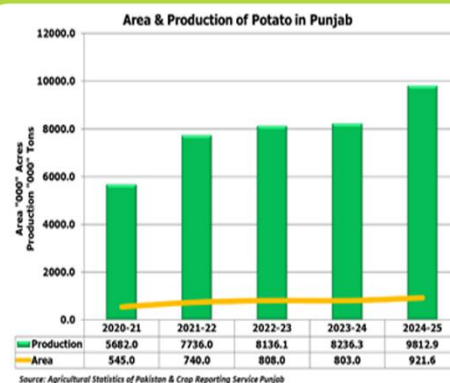 Area & Production of Potato in Punjab
12000.0
10000.0
8000.0
6000.0
4000.0
2000.0
0.0
Area "000" Acres
Production "000" Tons
2020-21 2021-22 2022-23 2023-24 2024-25
Production 5682.0 7736.0 8136.1 8236.3 9812.9
Area 545.0 740.0 808.0 803.0 921.6
Source: Agricultural Statistics of Pakistan & Crop Reporting Service Punjab